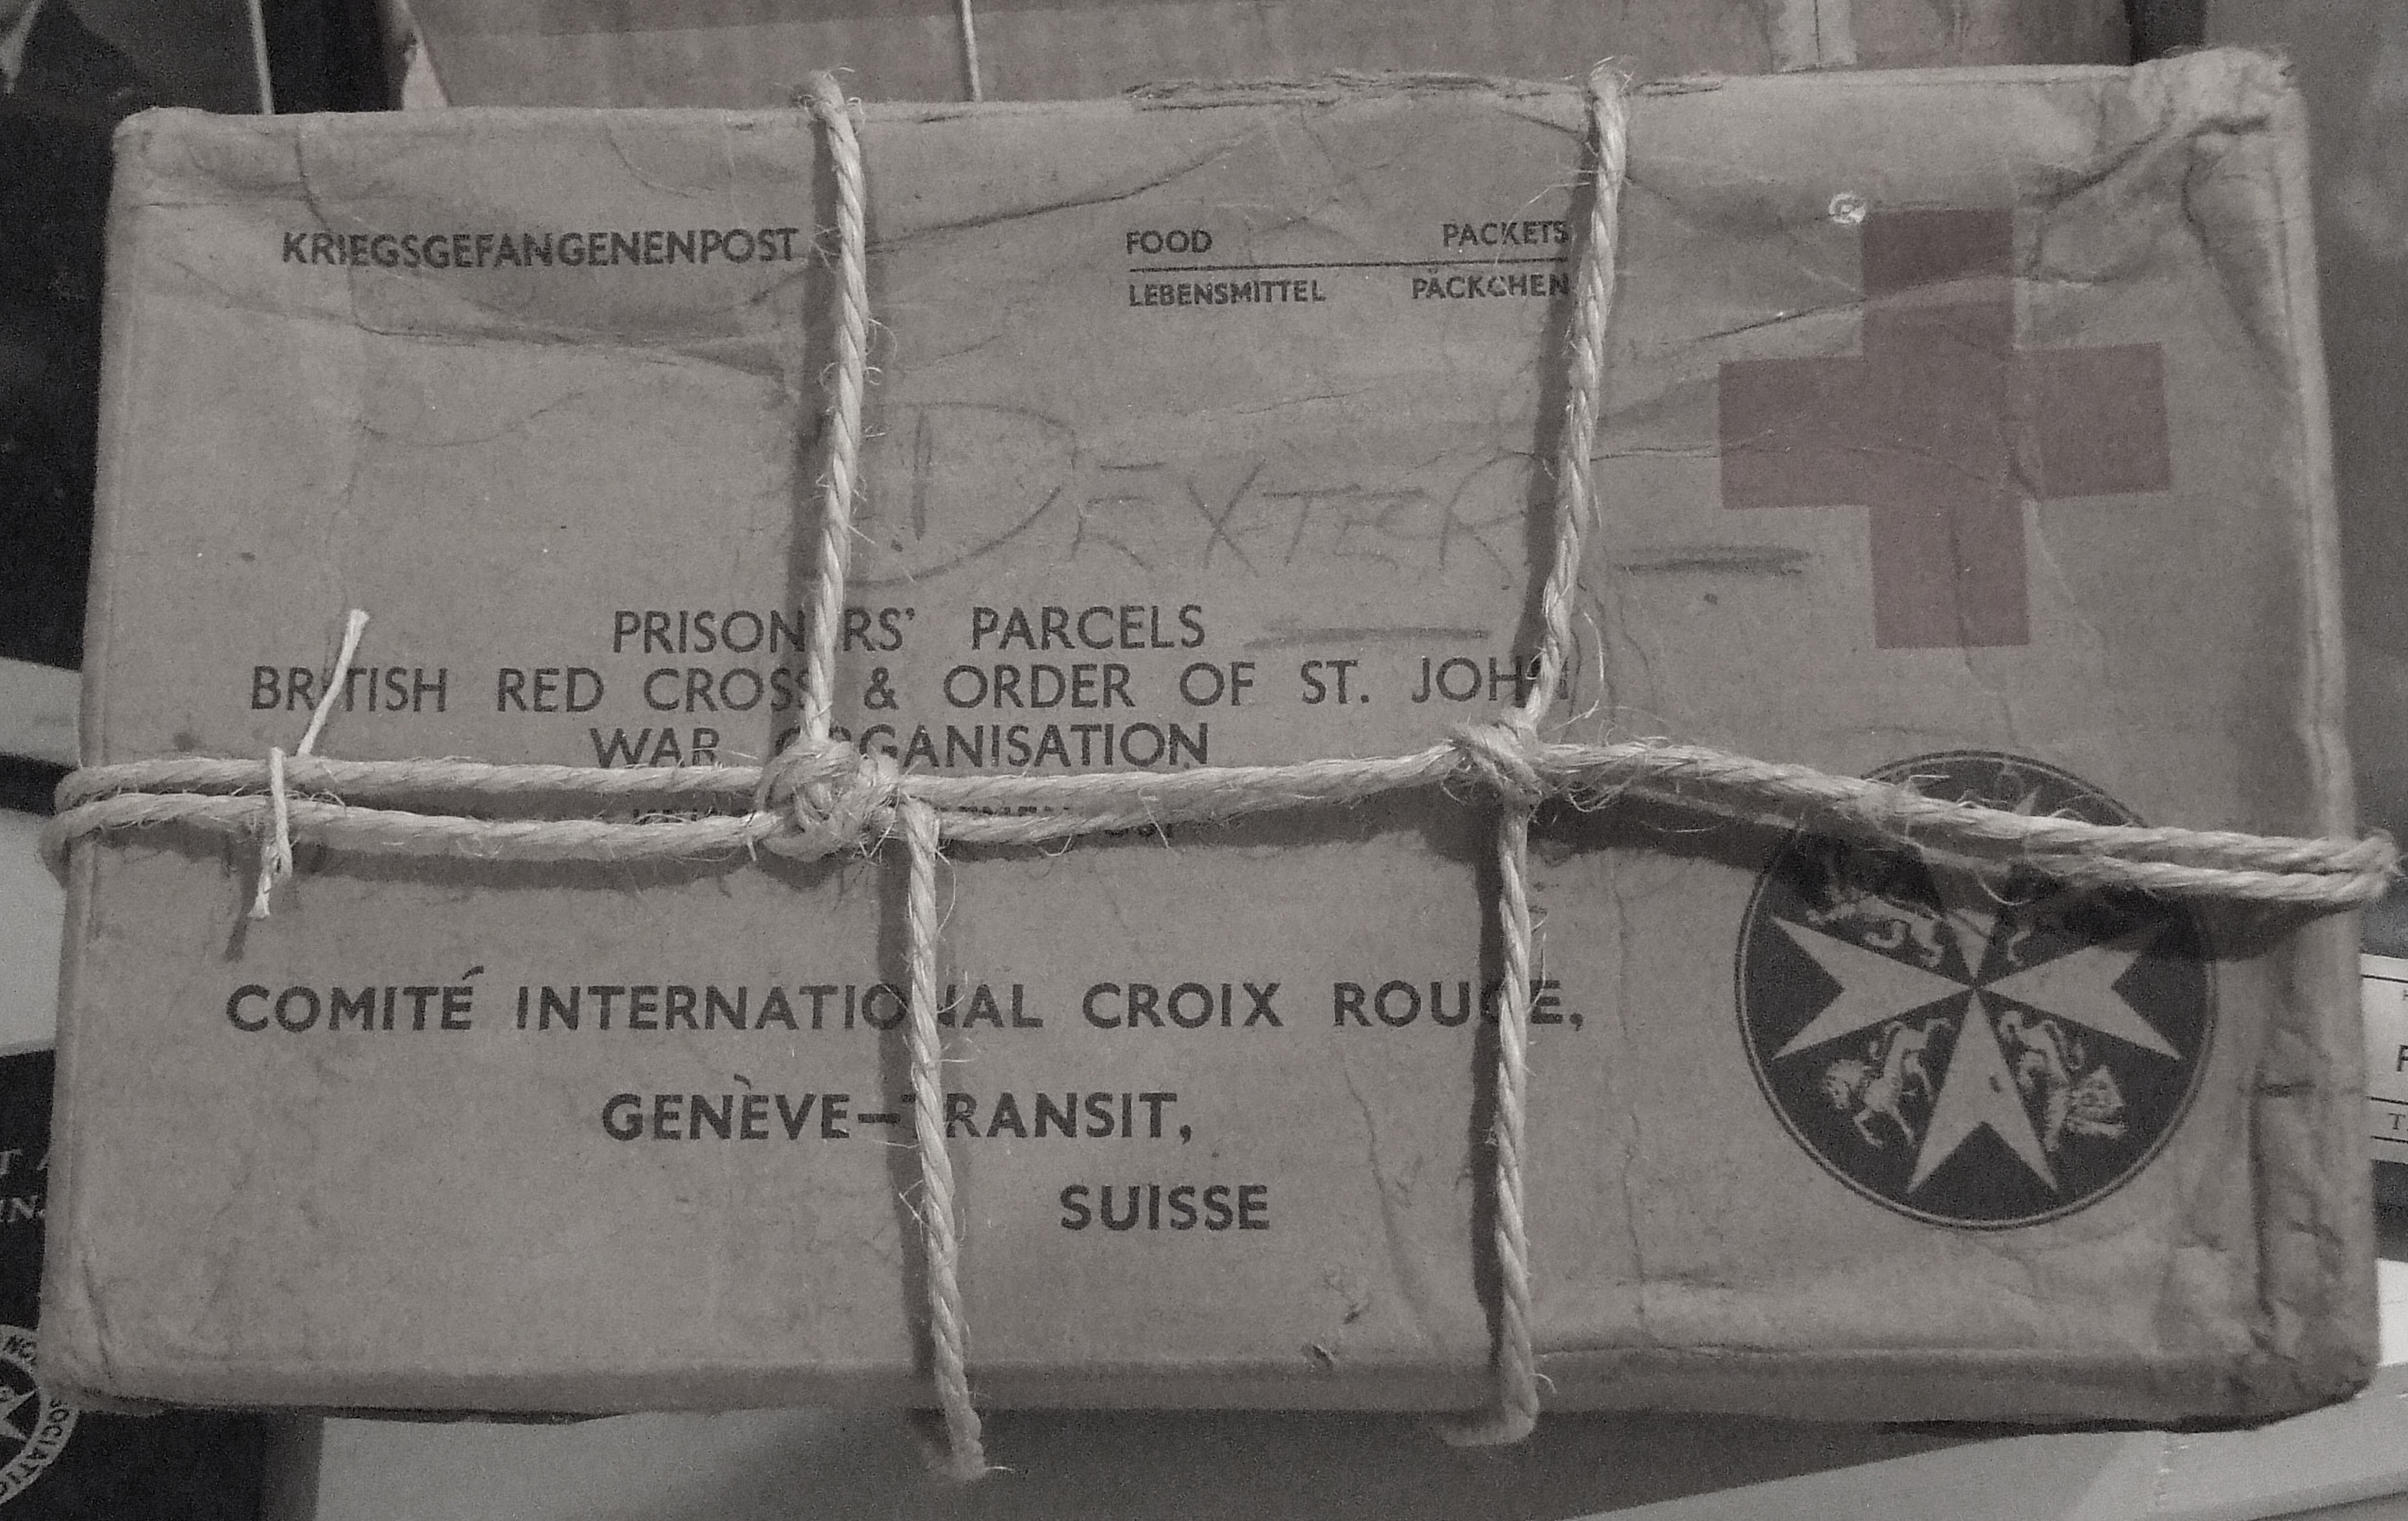 KRIEGSGEFANGENENPOST
FOOD PACKETS
LEBENSMITTEL PÄCKCHEN
DEXTER
PRISONERS' PARCELS
BRITISH RED CROSS & ORDER OF ST. JOHN
WAR ORGANISATION
COMITÉ INTERNATIONAL CROIX ROUGE,
GENÈVE—TRANSIT,
SUISSE